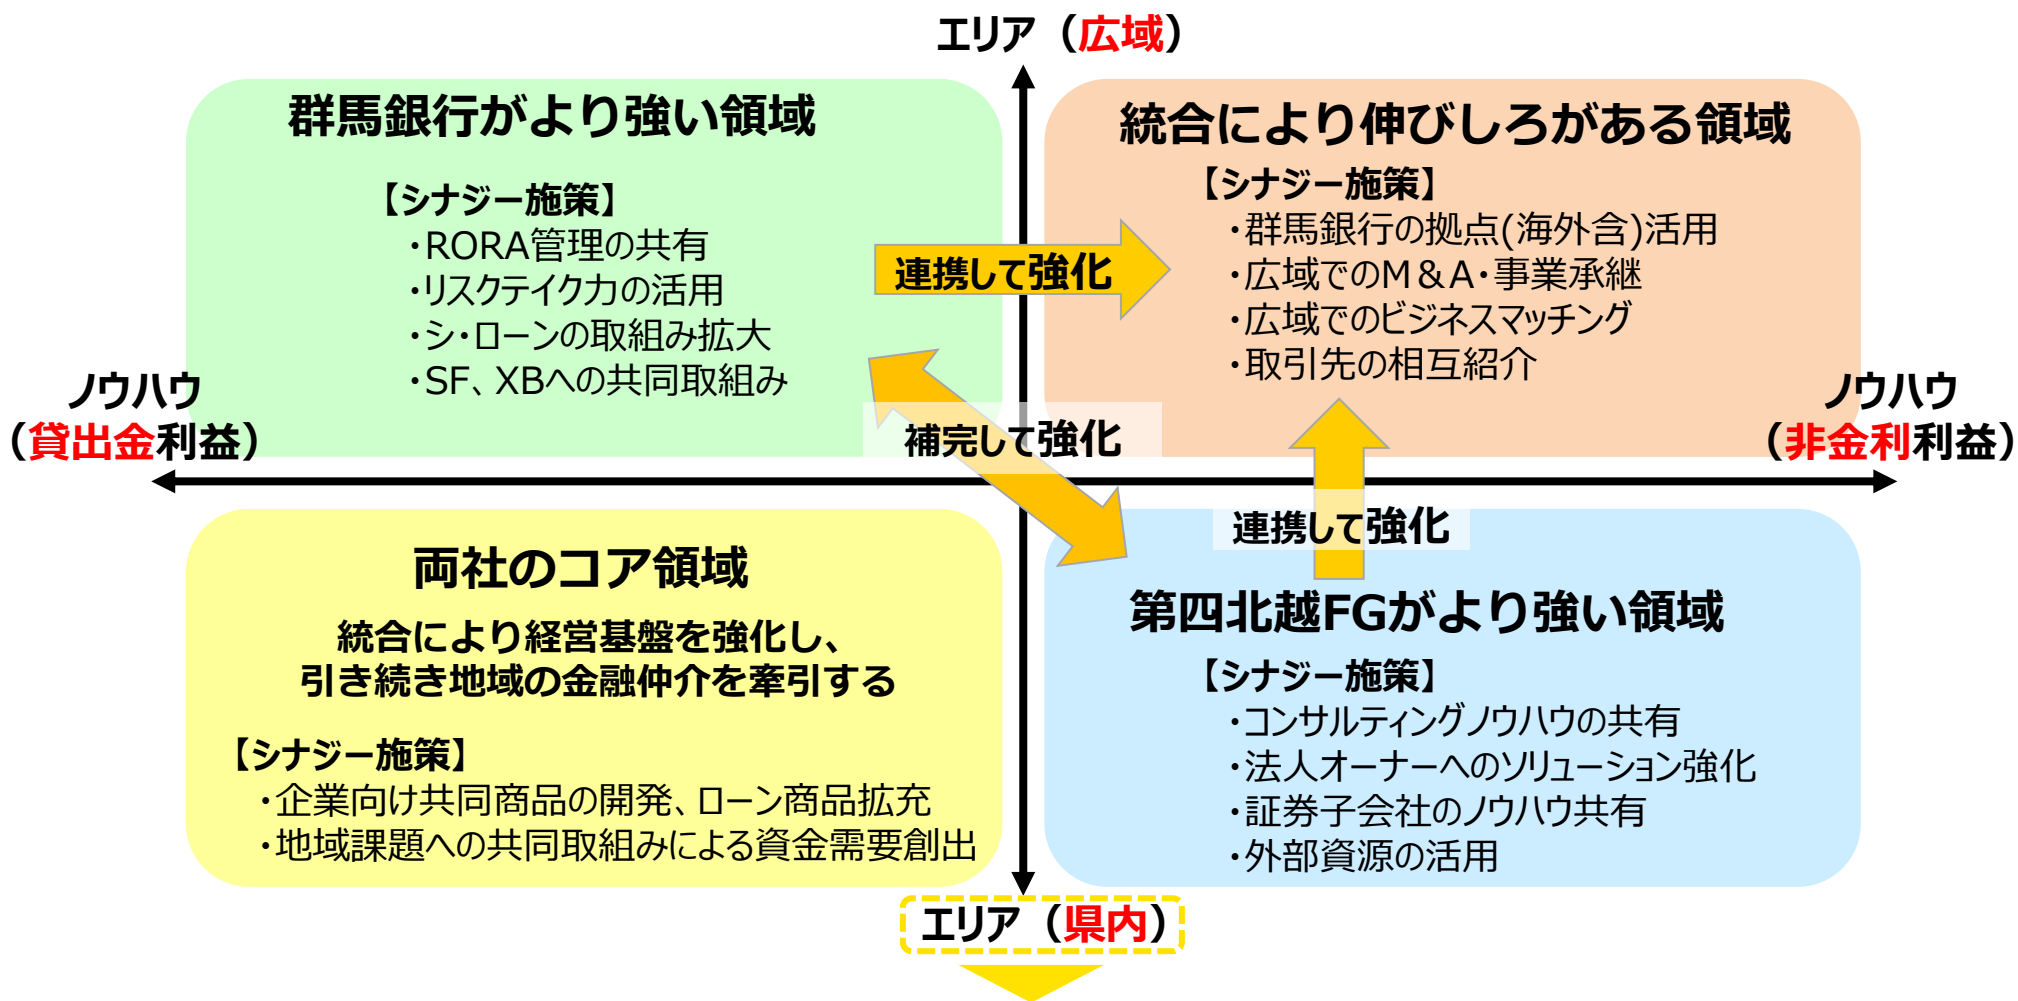 エリア（広域）
群馬銀行がより強い領域
【シナジー施策】
・RORA管理の共有
・リスクテイク力の活用
・シ・ローンの取組み拡大
・SF、XBへの共同取組み
統合により伸びしろがある領域
【シナジー施策】
・群馬銀行の拠点(海外含)活用
・広域でのM＆A・事業承継
・広域でのビジネスマッチング
・取引先の相互紹介
連携して強化
ノウハウ
（貸出金利益）
補完して強化
ノウハウ
（非金利利益）
連携して強化
両社のコア領域
統合により経営基盤を強化し、
引き続き地域の金融仲介を牽引する
【シナジー施策】
・企業向け共同商品の開発、ローン商品拡充
・地域課題への共同取組みによる資金需要創出
第四北越FGがより強い領域
【シナジー施策】
・コンサルティングノウハウの共有
・法人オーナーへのソリューション強化
・証券子会社のノウハウ共有
・外部資源の活用
エリア（県内）